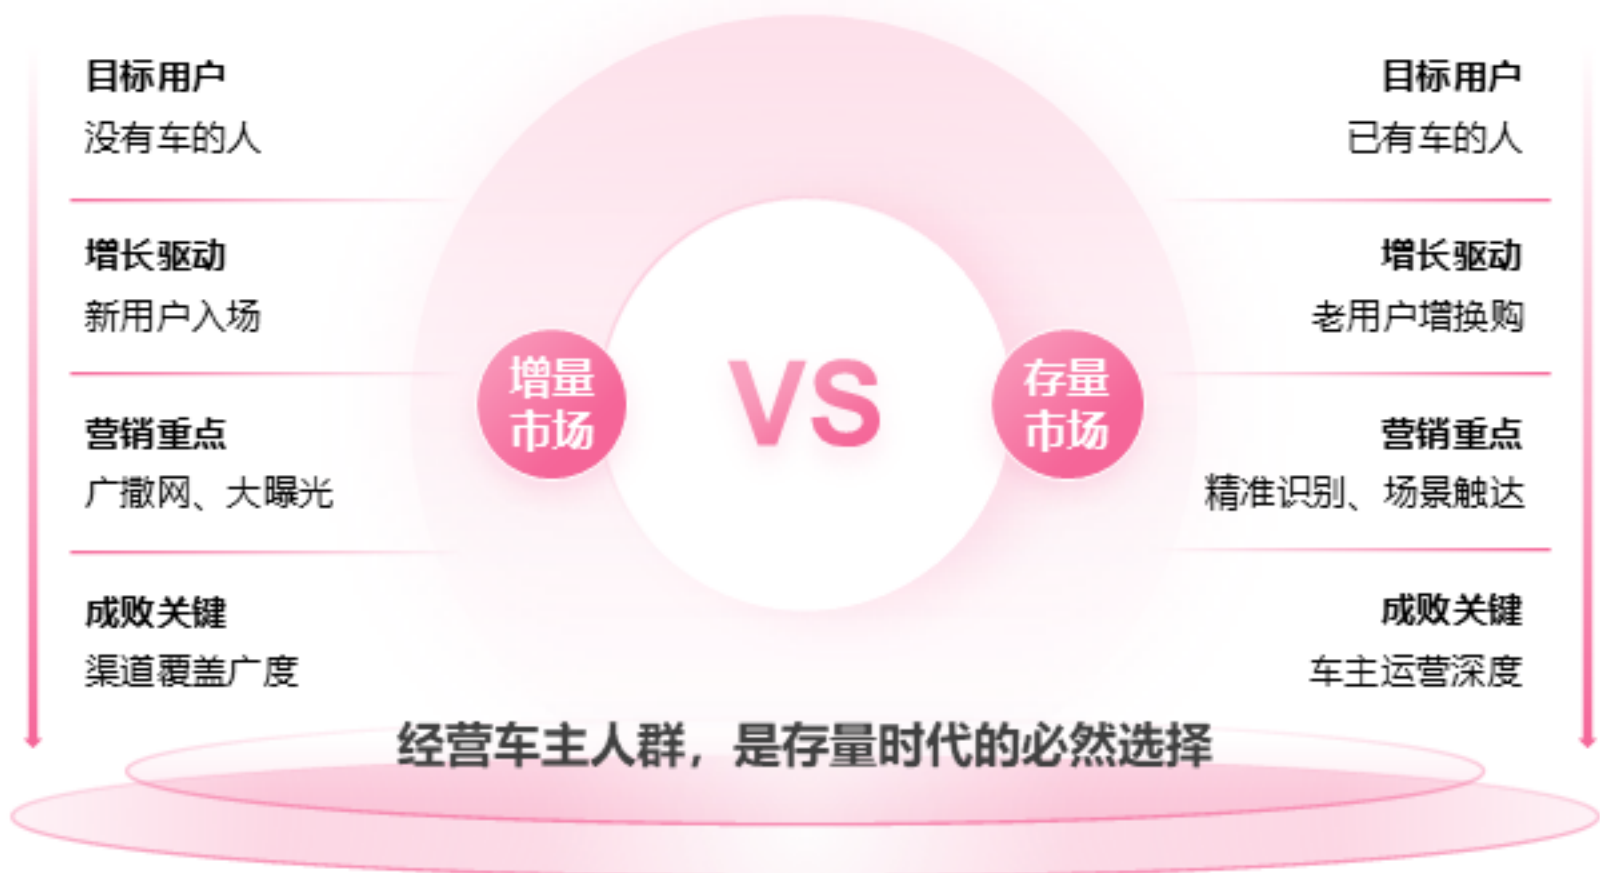 目标用户
没有车的人
增长驱动
新用户入场
营销重点
广撒网、大曝光
成败关键
渠道覆盖广度
增量
市场
VS
存量
市场
目标用户
已有车的人
增长驱动
老用户增换购
营销重点
精准识别、场景触达
成败关键
车主运营深度
经营车主人群，是存量时代的必然选择